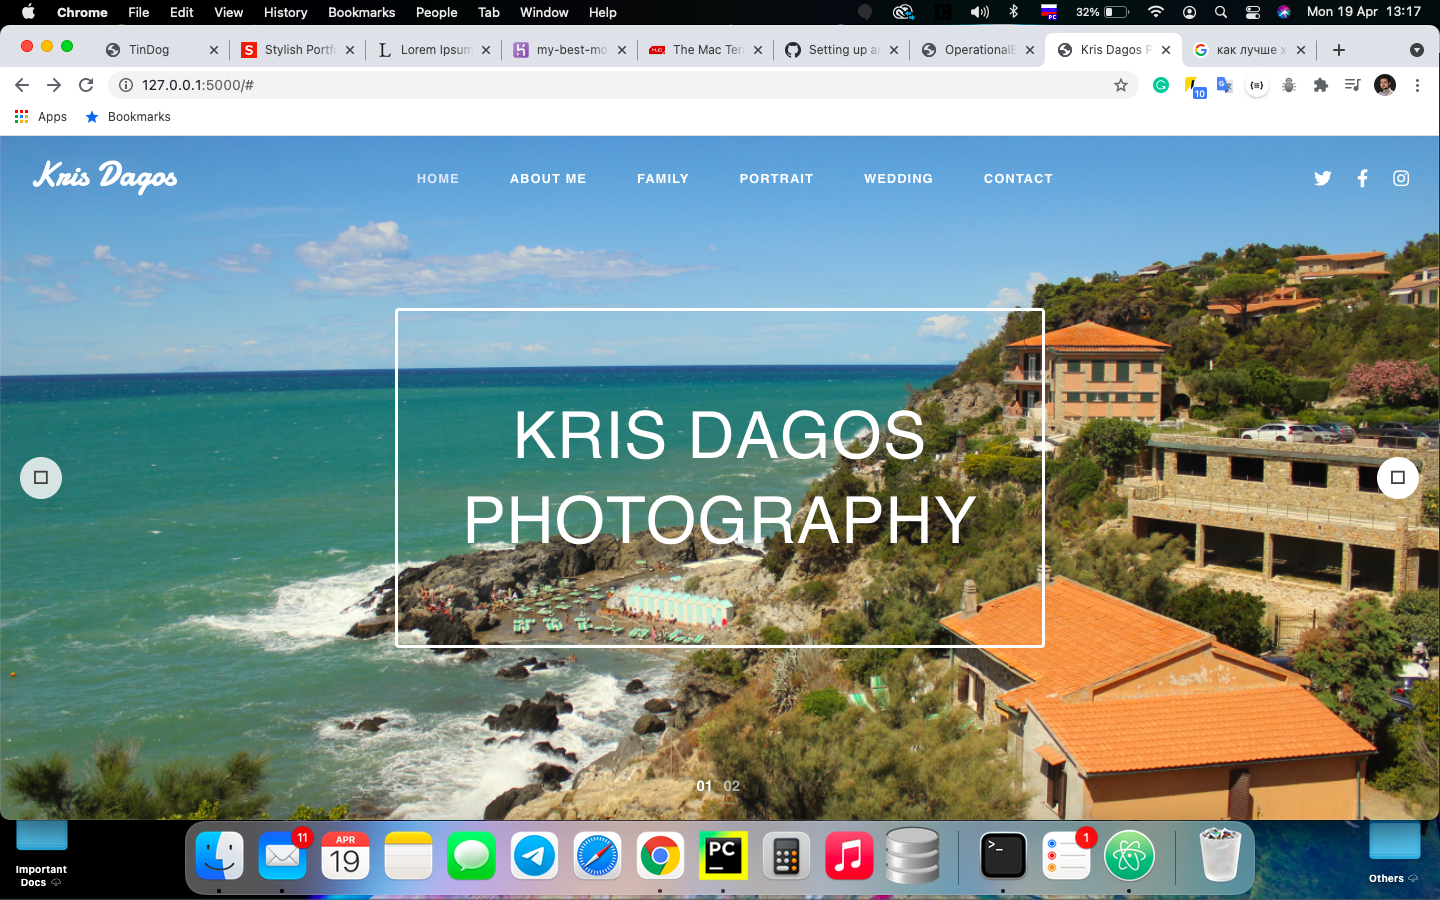 Chrome File Edit View History Bookmarks People Tab Window Help 32% Mon 19 Apr 13:17
TinDog Stylish Portf Lorem Ipsum my-best-mo The Mac Ter Setting up a OperationalE Kris Dagos P как лучше х
127.0.0.1:5000/# 10
Apps Bookmarks
Kris Dagos
HOME ABOUT ME FAMILY PORTRAIT WEDDING CONTACT
KRIS DAGOS
PHOTOGRAPHY
01 02
11 APR 19 PC >_ 1
Important
Docs
Others